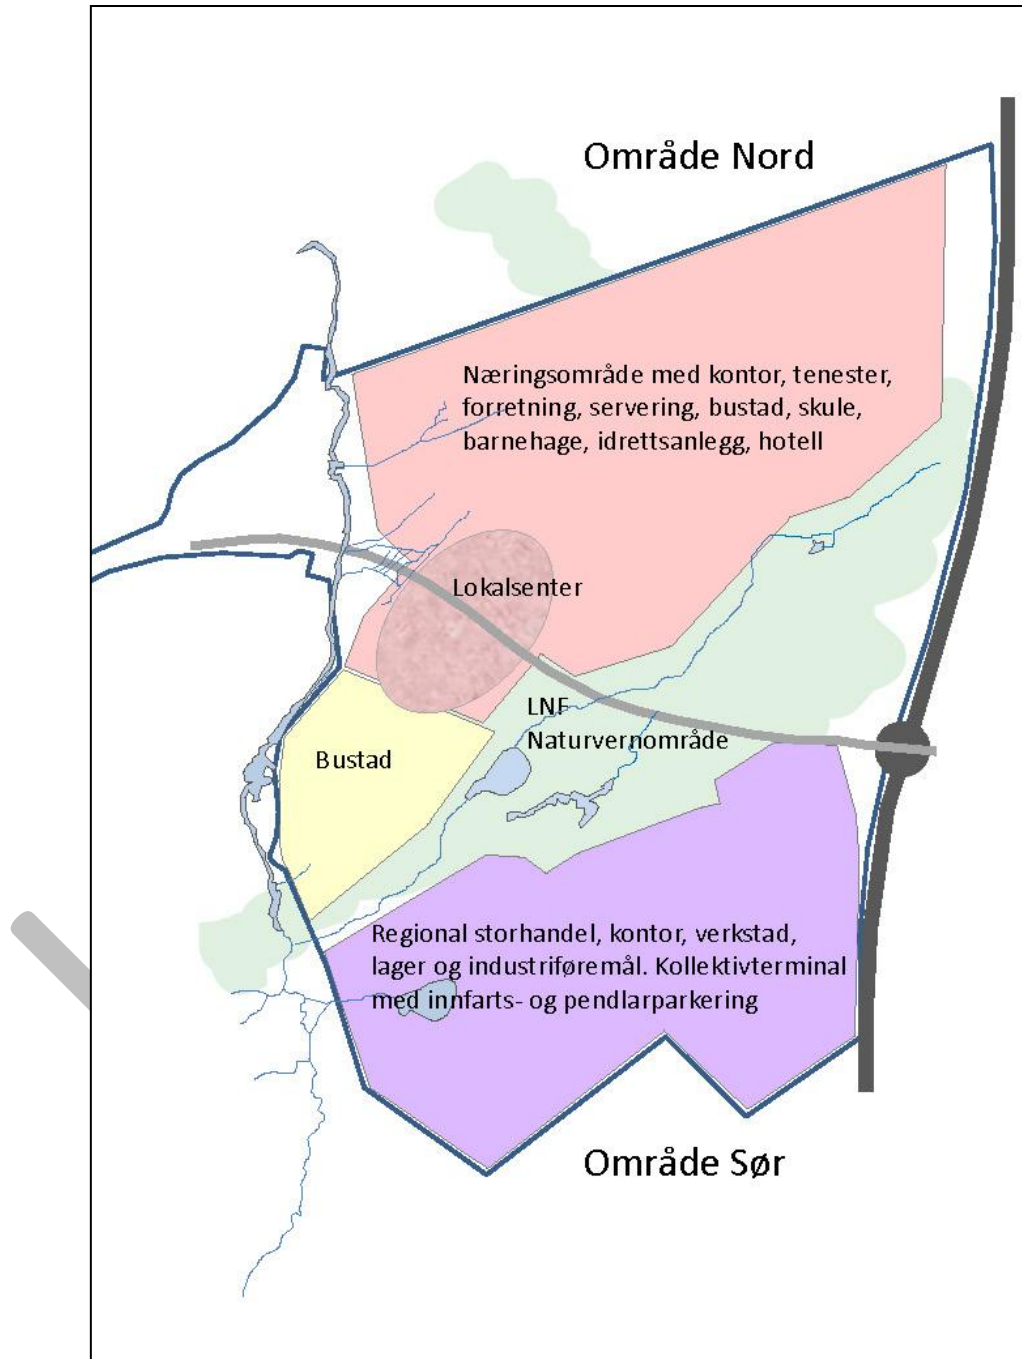 Område Nord
Næringsområde med kontor, tenester,
forretning, servering, bustad, skule,
barnehage, idrettsanlegg, hotell
Lokalsenter
LNF
Naturvernområde
Bustad
Regional storhandel, kontor, verkstad,
lager og industriføremål. Kollektivterminal
med innfarts- og pendlarparkering
Område Sør